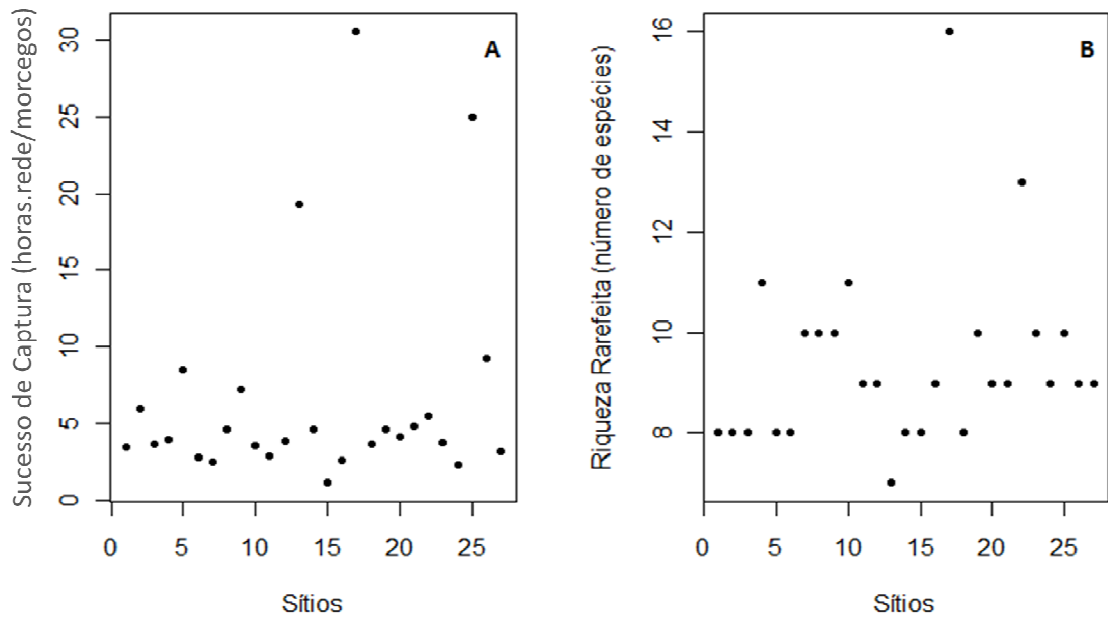 A
Sucesso de Captura (horas.rede/morcegos)
30
25
20
15
10
5
0
0 5 10 15 20 25
Sítios
B
Riqueza Rarefeita (número de espécies)
16
14
12
10
8
0 5 10 15 20 25
Sítios